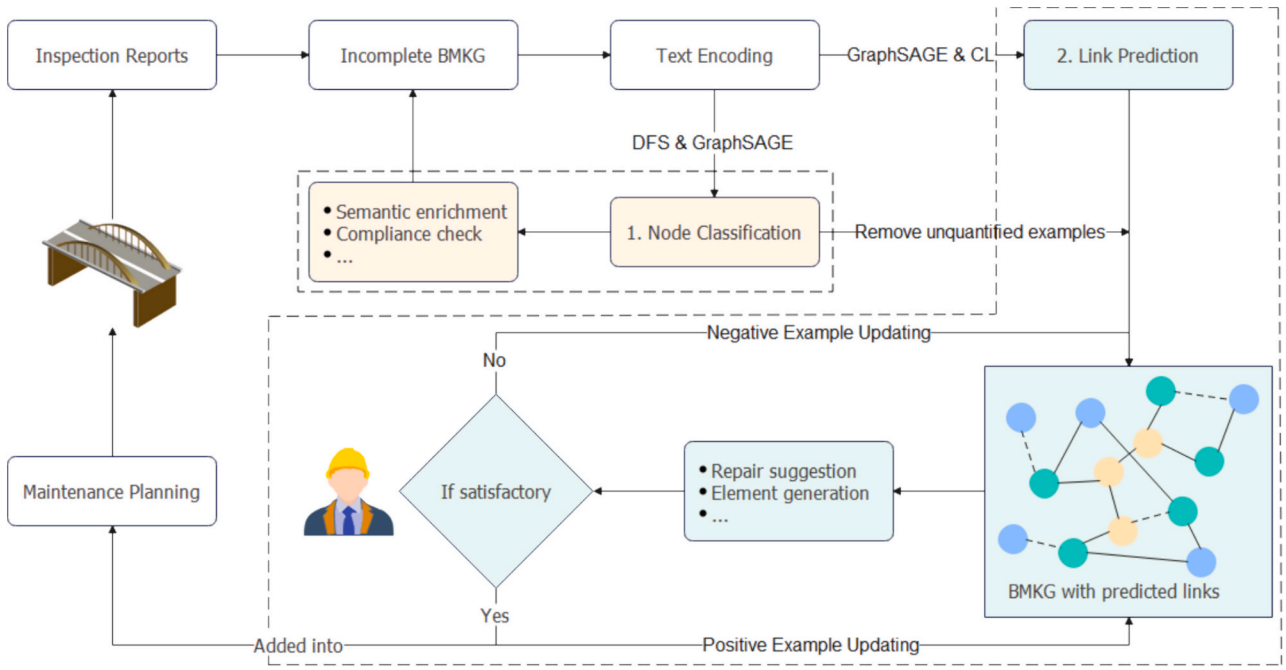 Inspection Reports
Incomplete BMKG
Text Encoding
GraphSAGE & CL
2. Link Prediction
DFS & GraphSAGE
● Semantic enrichment
● Compliance check
● ...
1. Node Classification
Remove unquantified examples
Negative Example Updating
No
Maintenance Planning
If satisfactory
● Repair suggestion
● Element generation
● ...
BMKG with predicted links
Yes
Added into
Positive Example Updating